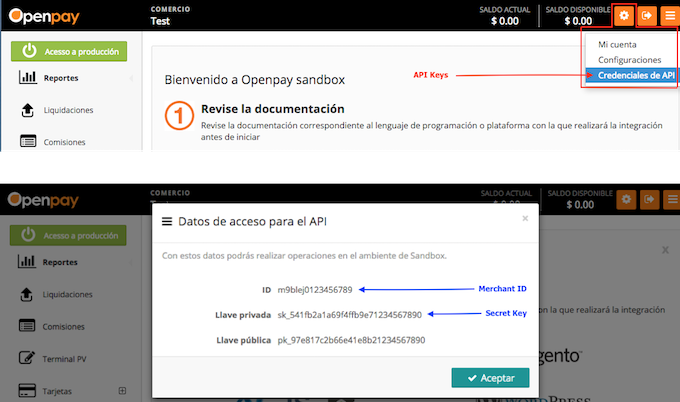 Openpay
COMERCIO
Test
SALDO ACTUAL
$ 0.00
SALDO DISPONIBLE
$ 0.00
Acceso a producción
Reportes
Liquidaciones
Comisiones
Mi cuenta
Configuraciones
Credenciales de API
API Keys
Bienvenido a Openpay sandbox
1
Revise la documentación
Revise la documentación correspondiente al lenguaje de programación o plataforma con la que realizará la integración
antes de iniciar
Openpay
COMERCIO
SALDO ACTUAL
SALDO DISPONIBLE
$ 0.00
Acceso a producción
Reportes
Liquidaciones
Comisiones
Terminal PV
Tarjetas
Datos de acceso para el API
×
x
Con estos datos podrás realizar operaciones en el ambiente de Sandbox.
ID m9blej0123456789
Merchant ID
Llave privada sk_541fb2a1a69f4ffb9e71234567890
Secret Key
Llave pública pk_97e817c2b66e41e8b21234567890
Aceptar
on la que realizará la integración
gento
WORDPRESS